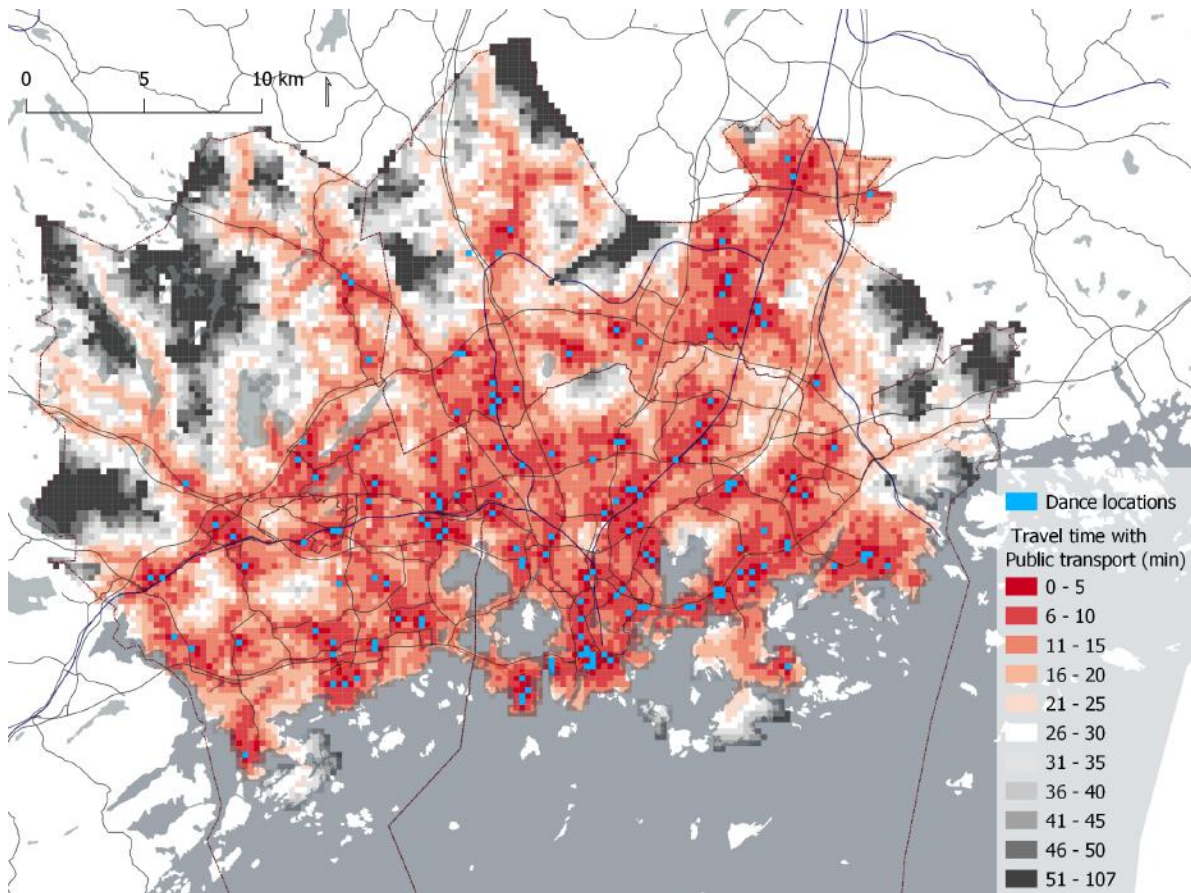 0 5 10 km
Dance locations
Travel time with
Public transport (min)
0 - 5
6 - 10
11 - 15
16 - 20
21 - 25
26 - 30
31 - 35
36 - 40
41 - 45
46 - 50
51 - 107